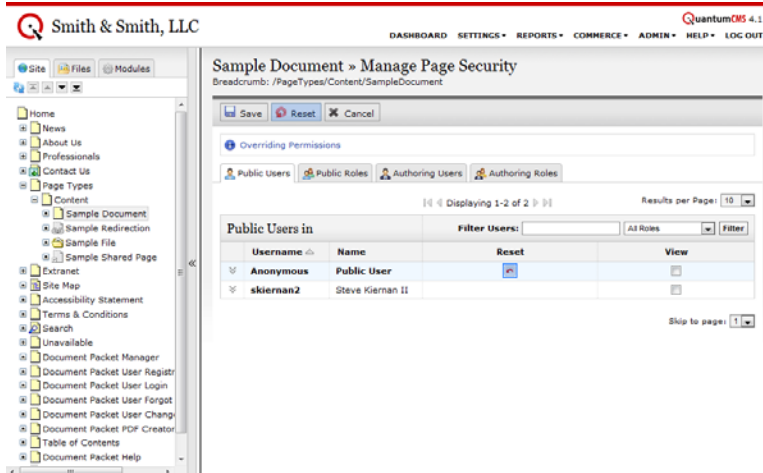 Smith & Smith, LLC
QuantumCMS 4.1
DASHBOARD SETTINGS REPORTS COMMERCE ADMIN HELP LOG OUT
Site Files Modules
Home
News
About Us
Professionals
Contact Us
Page Types
Content
Sample Document
Sample Redirection
Sample File
Sample Shared Page
Extranet
Site Map
Accessibility Statement
Terms & Conditions
Search
Unavailable
Document Packet Manager
Document Packet User Registr
Document Packet User Login
Document Packet User Forgot
Document Packet User Chang
Document Packet PDF Creator
Table of Contents
Document Packet Help
Sample Document » Manage Page Security
Breadcrumb: /PageTypes/Content/SampleDocument
Save Reset Cancel
Overriding Permissions
Public Users Public Roles Authoring Users Authoring Roles
Displaying 1-2 of 2 Results per Page: 10
Public Users in Filter Users: All Roles Filter
Username Name Reset View
Anonymous Public User
skiernan2 Steve Kiernan II
Skip to page: 1